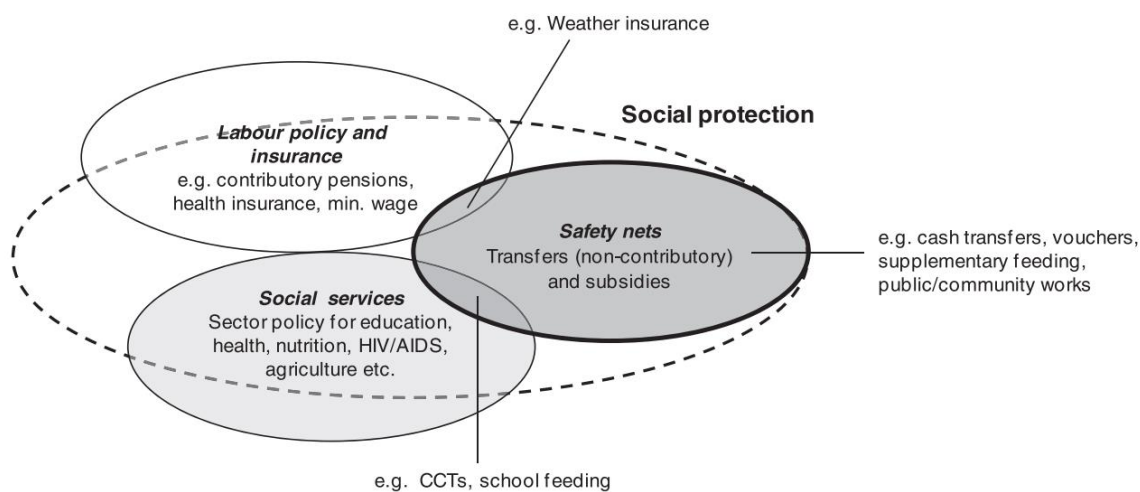 e.g. Weather insurance
Social protection
Labour policy and
insurance
e.g. contributory pensions,
health insurance, min. wage
Safety nets
Transfers (non-contributory)
and subsidies
e.g. cash transfers, vouchers,
supplementary feeding,
public/community works
Social services
Sector policy for education,
health, nutrition, HIV/AIDS,
agriculture etc.
e.g. CCTs, school feeding